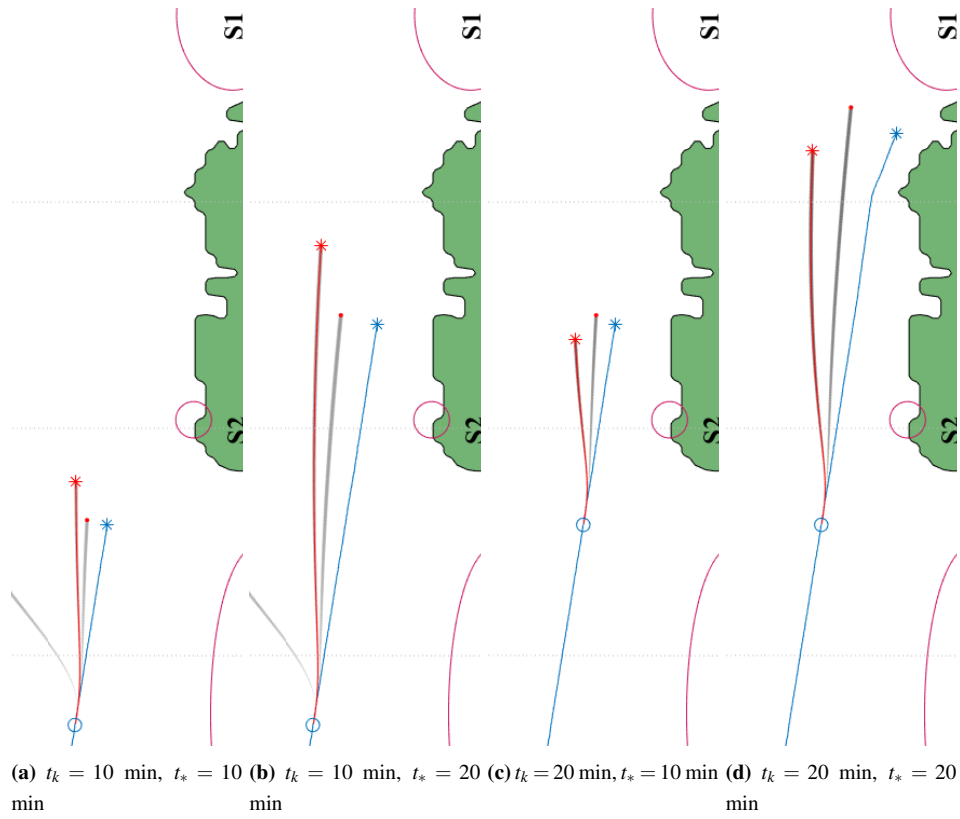 S1
S1
S1
S1
S2
S2
S2
S2
(a) t_k = 10 min, t_* = 10 min
(b) t_k = 10 min, t_* = 20 min
(c) t_k = 20 min, t_* = 10 min
(d) t_k = 20 min, t_* = 20 min